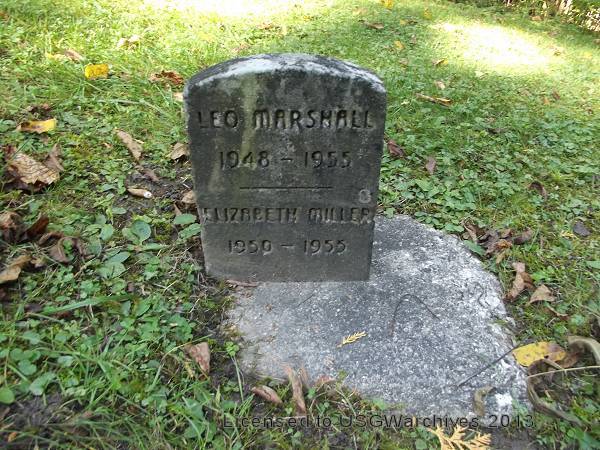 LEO MARSHALL
1948 - 1955
ELIZABETH MILLER
1950 - 1955
Licensed to USGWarchives 2013